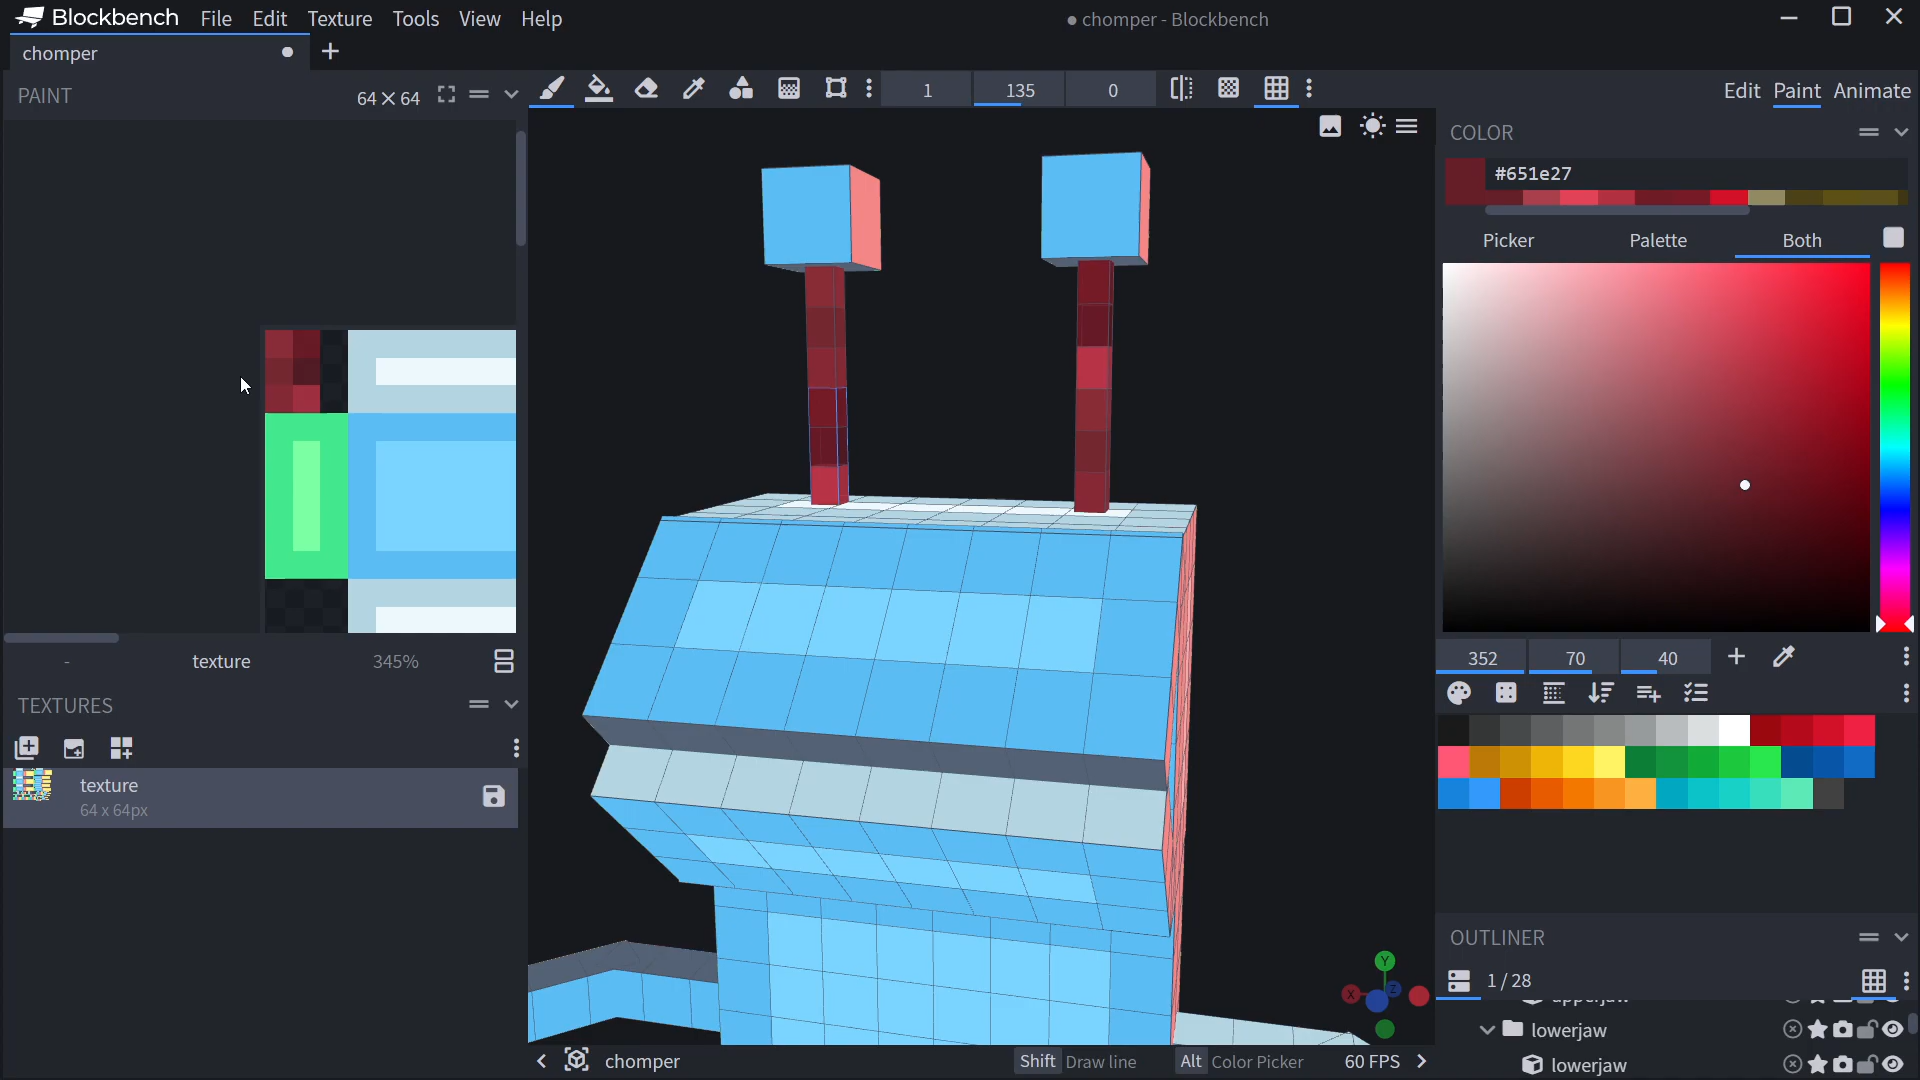 Blockbench File Edit Texture Tools View Help
chomper - Blockbench
chomper
PAINT
64 × 64
1 135 0
Edit Paint Animate
COLOR
#651e27
Picker Palette Both
352 70 40
- texture 345%
TEXTURES
texture
64 x 64px
OUTLINER
1 / 28
upperjaw
lowerjaw
lowerjaw
X Y Z
chomper
Shift Draw line Alt Color Picker 60 FPS